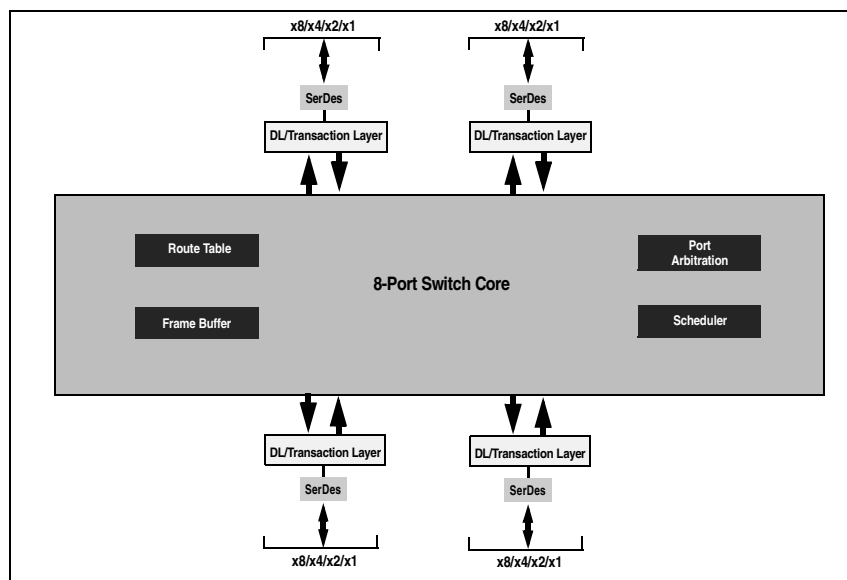 x8/x4/x2/x1 x8/x4/x2/x1
SerDes SerDes
DL/Transaction Layer DL/Transaction Layer
Route Table
Port
Arbitration
8-Port Switch Core
Frame Buffer
Scheduler
DL/Transaction Layer DL/Transaction Layer
SerDes SerDes
x8/x4/x2/x1 x8/x4/x2/x1